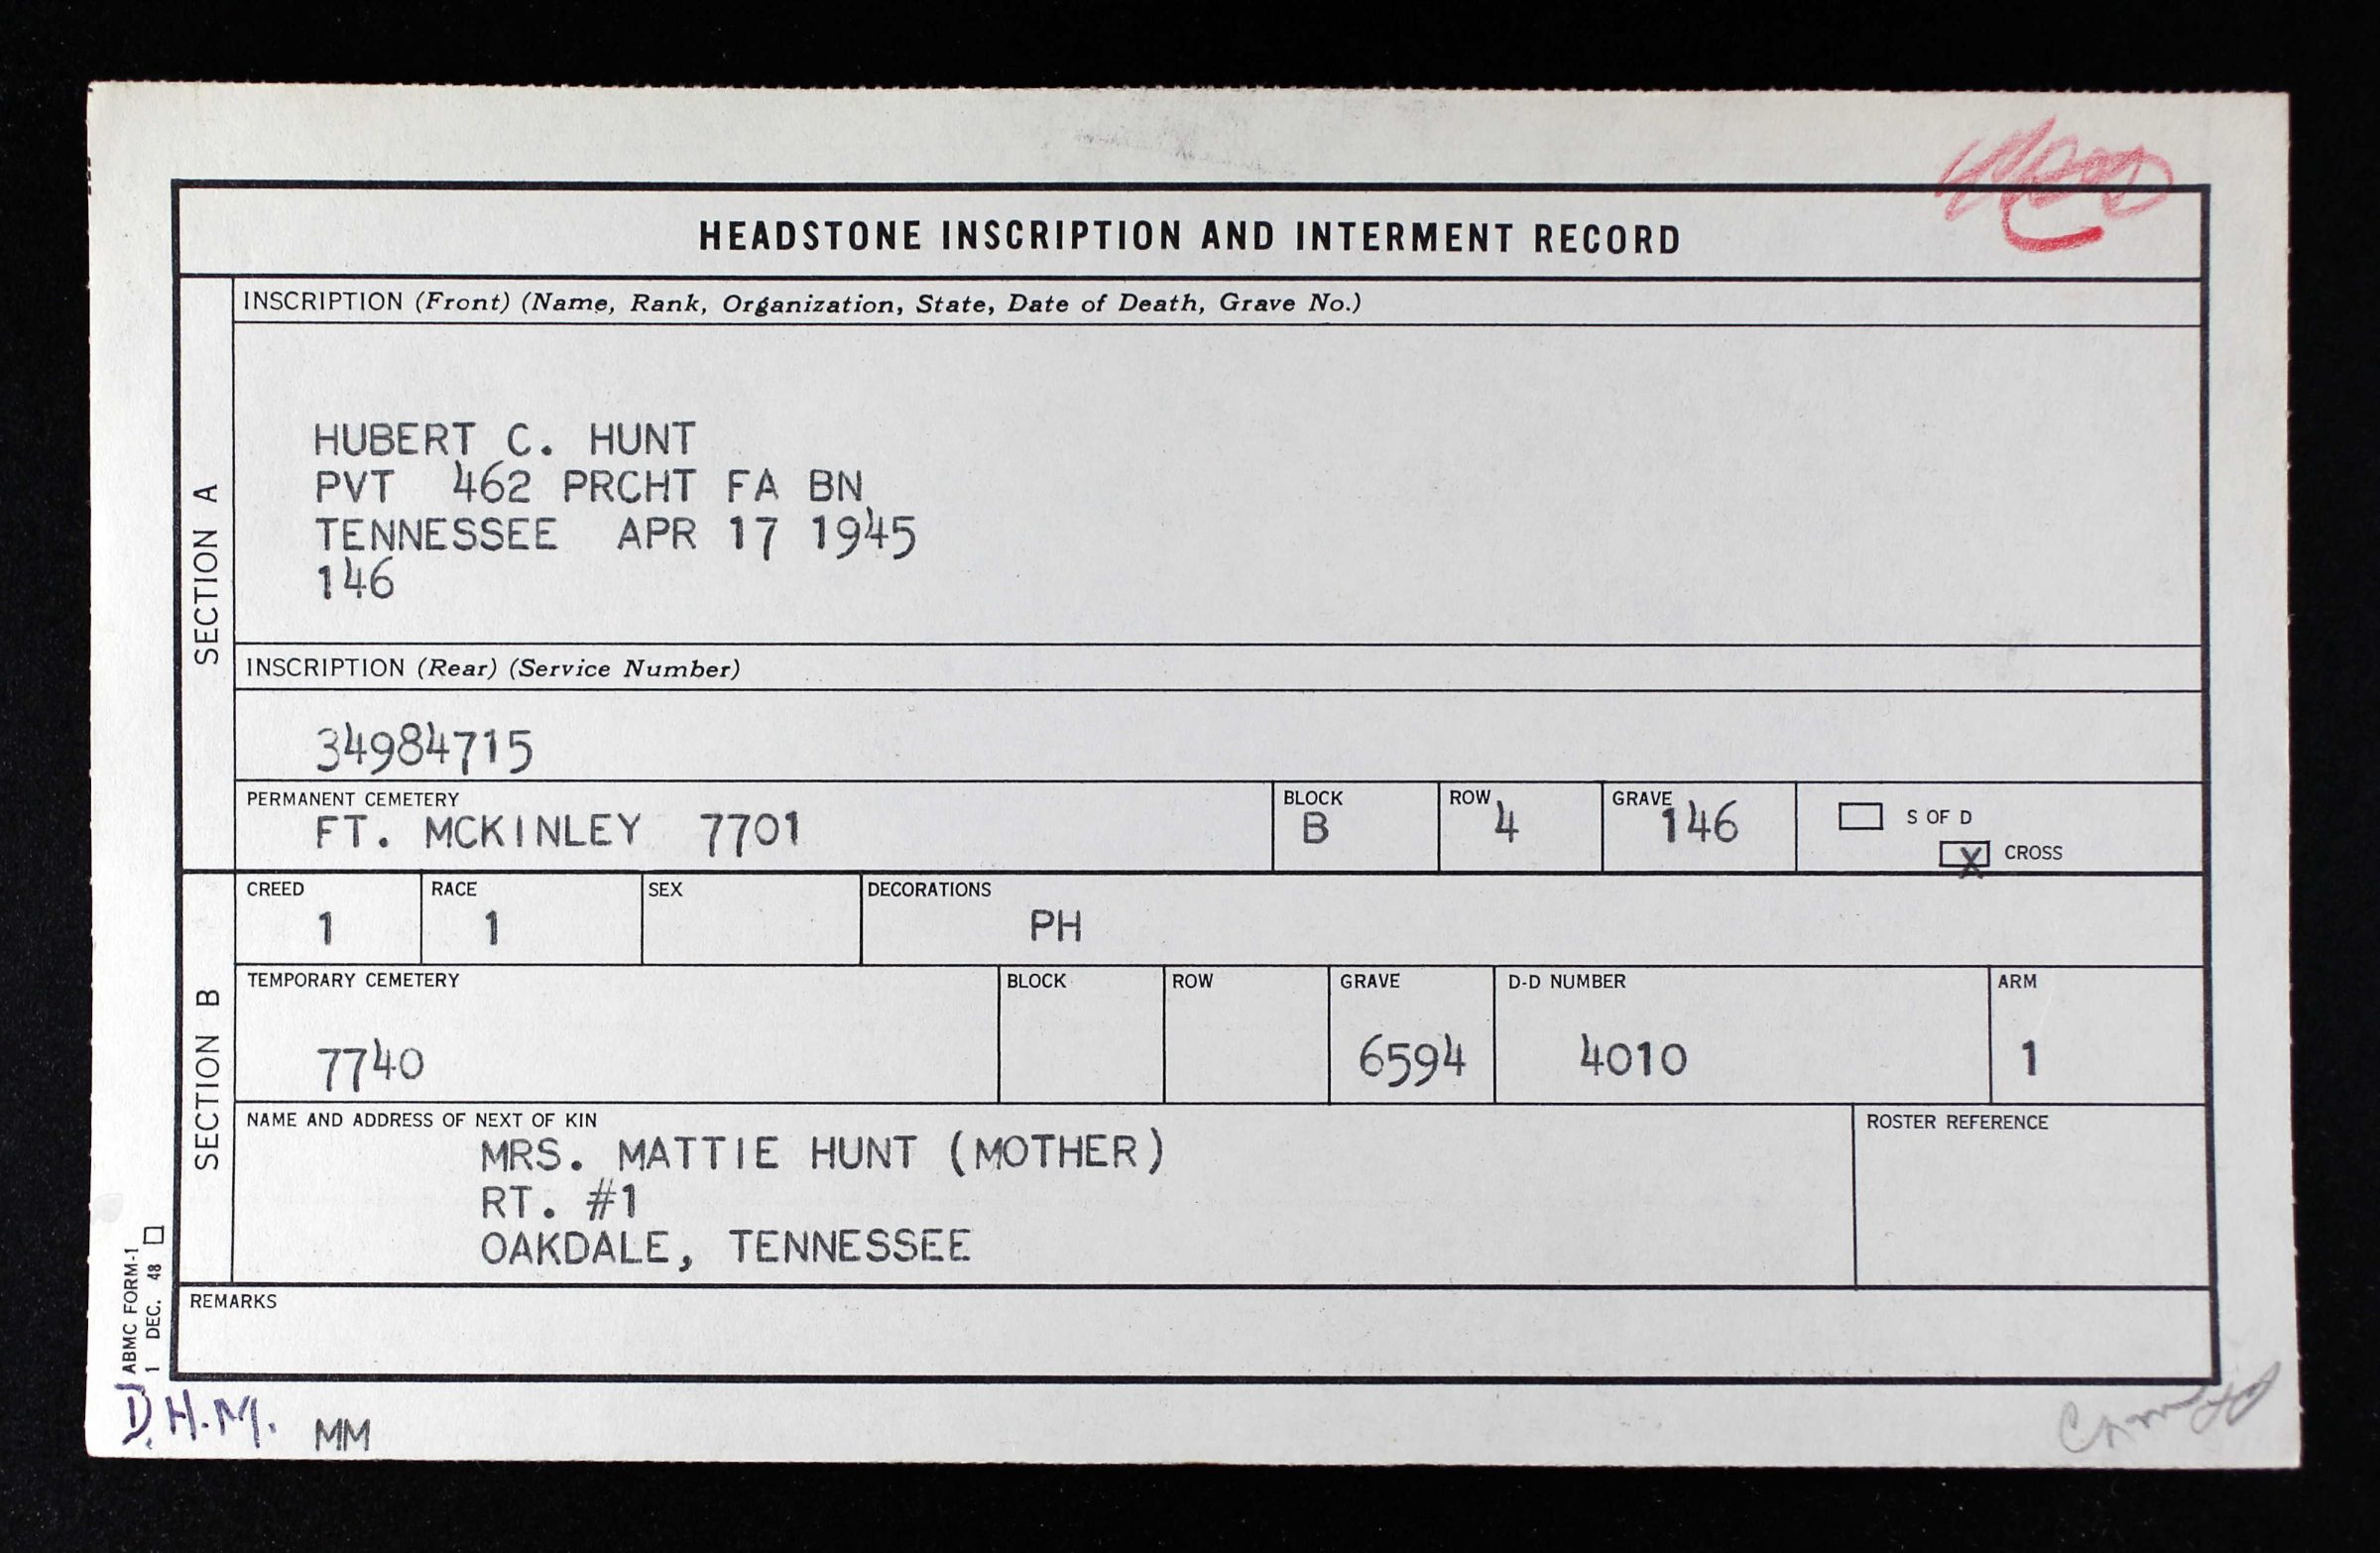 HEADSTONE INSCRIPTION AND INTERMENT RECORD
SECTION A
INSCRIPTION (Front) (Name, Rank, Organization, State, Date of Death, Grave No.)
HUBERT C. HUNT
PVT 462 PRCHT FA BN
TENNESSEE APR 17 1945
146
INSCRIPTION (Rear) (Service Number)
34984715
PERMANENT CEMETERY
FT. MCKINLEY 7701
BLOCK
B
ROW
4
GRAVE
146
S OF D
X CROSS
SECTION B
CREED
1
RACE
1
SEX
DECORATIONS
PH
TEMPORARY CEMETERY
7740
BLOCK
ROW
GRAVE
6594
D-D NUMBER
4010
ARM
1
NAME AND ADDRESS OF NEXT OF KIN
MRS. MATTIE HUNT (MOTHER)
RT. #1
OAKDALE, TENNESSEE
ROSTER REFERENCE
REMARKS
ABMC FORM-1
1 DEC. 48
D.H.M. MM